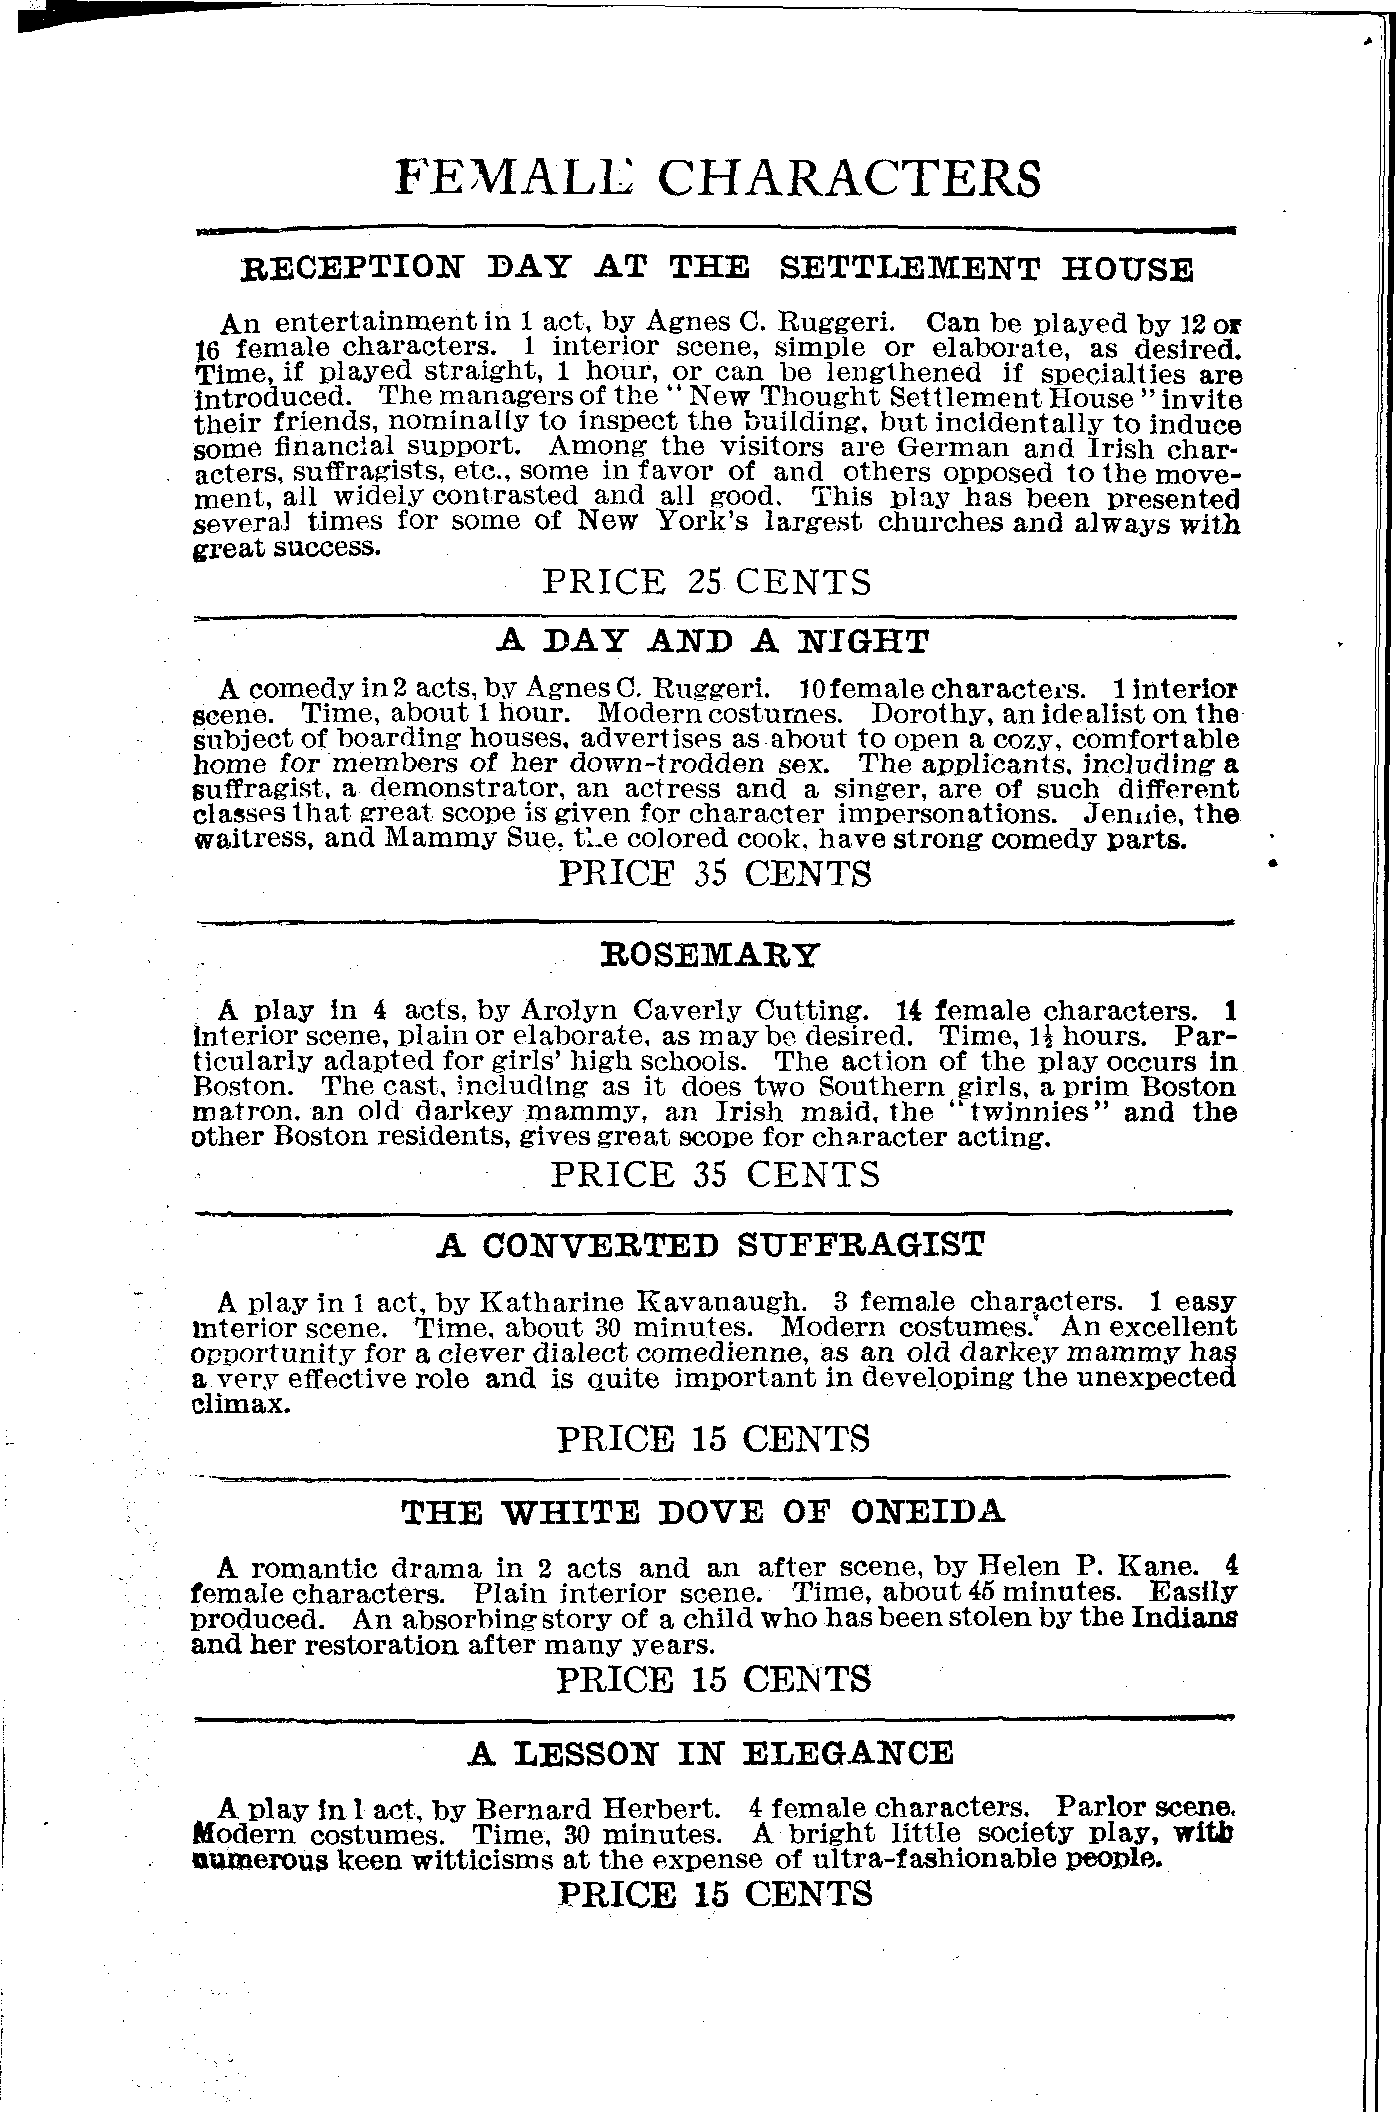 FEMALE CHARACTERS
RECEPTION DAY AT THE SETTLEMENT HOUSE
An entertainment in 1 act, by Agnes C. Ruggeri. Can be played by 12 or
16 female characters. 1 interior scene, simple or elaborate, as desired.
Time, if played straight, 1 hour, or can be lengthened if specialties are
introduced. The managers of the "New Thought Settlement House" invite
their friends, nominally to inspect the building, but incidentally to induce
some financial support. Among the visitors are German and Irish char-
acters, suffragists, etc., some in favor of and others opposed to the move-
ment, all widely contrasted and all good. This play has been presented
several times for some of New York's largest churches and always with
great success.
PRICE 25 CENTS
A DAY AND A NIGHT
A comedy in 2 acts, by Agnes C. Ruggeri. 10 female characters. 1 interior
scene. Time, about 1 hour. Modern costumes. Dorothy, an idealist on the
subject of boarding houses, advertises as about to open a cozy, comfortable
home for members of her down-trodden sex. The applicants, including a
suffragist, a demonstrator, an actress and a singer, are of such different
classes that great scope is given for character impersonations. Jennie, the
waitress, and Mammy Sue, the colored cook, have strong comedy parts.
PRICE 35 CENTS
ROSEMARY
A play in 4 acts, by Arolyn Caverly Cutting. 14 female characters. 1
interior scene, plain or elaborate, as may be desired. Time, 1½ hours. Par-
ticularly adapted for girls' high schools. The action of the play occurs in
Boston. The cast, including as it does two Southern girls, a prim Boston
matron, an old darkey mammy, an Irish maid, the "twinnies" and the
other Boston residents, gives great scope for character acting.
PRICE 35 CENTS
A CONVERTED SUFFRAGIST
A play in 1 act, by Katharine Kavanaugh. 3 female characters. 1 easy
interior scene. Time, about 30 minutes. Modern costumes. An excellent
opportunity for a clever dialect comedienne, as an old darkey mammy has
a very effective role and is quite important in developing the unexpected
climax.
PRICE 15 CENTS
THE WHITE DOVE OF ONEIDA
A romantic drama in 2 acts and an after scene, by Helen P. Kane. 4
female characters. Plain interior scene. Time, about 45 minutes. Easily
produced. An absorbing story of a child who has been stolen by the Indians
and her restoration after many years.
PRICE 15 CENTS
A LESSON IN ELEGANCE
A play in 1 act, by Bernard Herbert. 4 female characters. Parlor scene.
Modern costumes. Time, 30 minutes. A bright little society play, with
numerous keen witticisms at the expense of ultra-fashionable people.
PRICE 15 CENTS